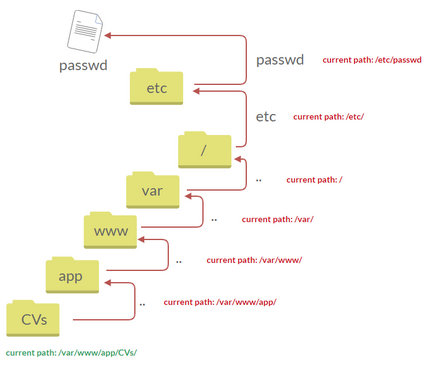 passwd
passwd
current path: /etc/passwd
etc
etc
current path: /etc/
/
..
current path: /
var
..
current path: /var/
www
..
current path: /var/www/
app
..
current path: /var/www/app/
CVs
current path: /var/www/app/CVs/